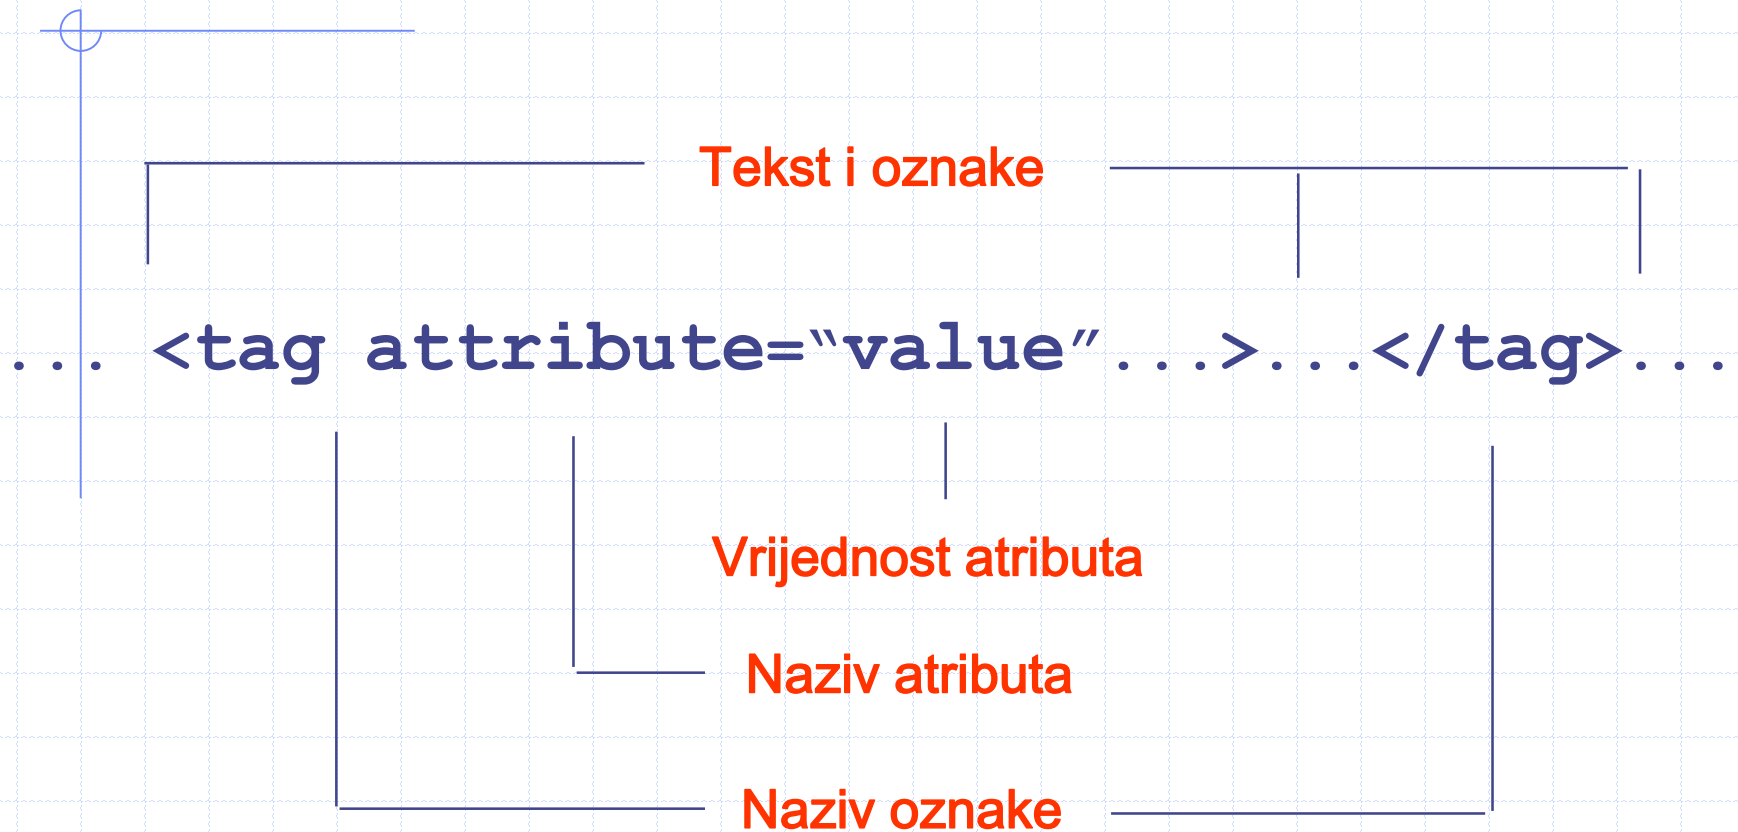 Tekst i oznake
... <tag attribute=“value”...>...</tag>...
Vrijednost atributa
Naziv atributa
Naziv oznake